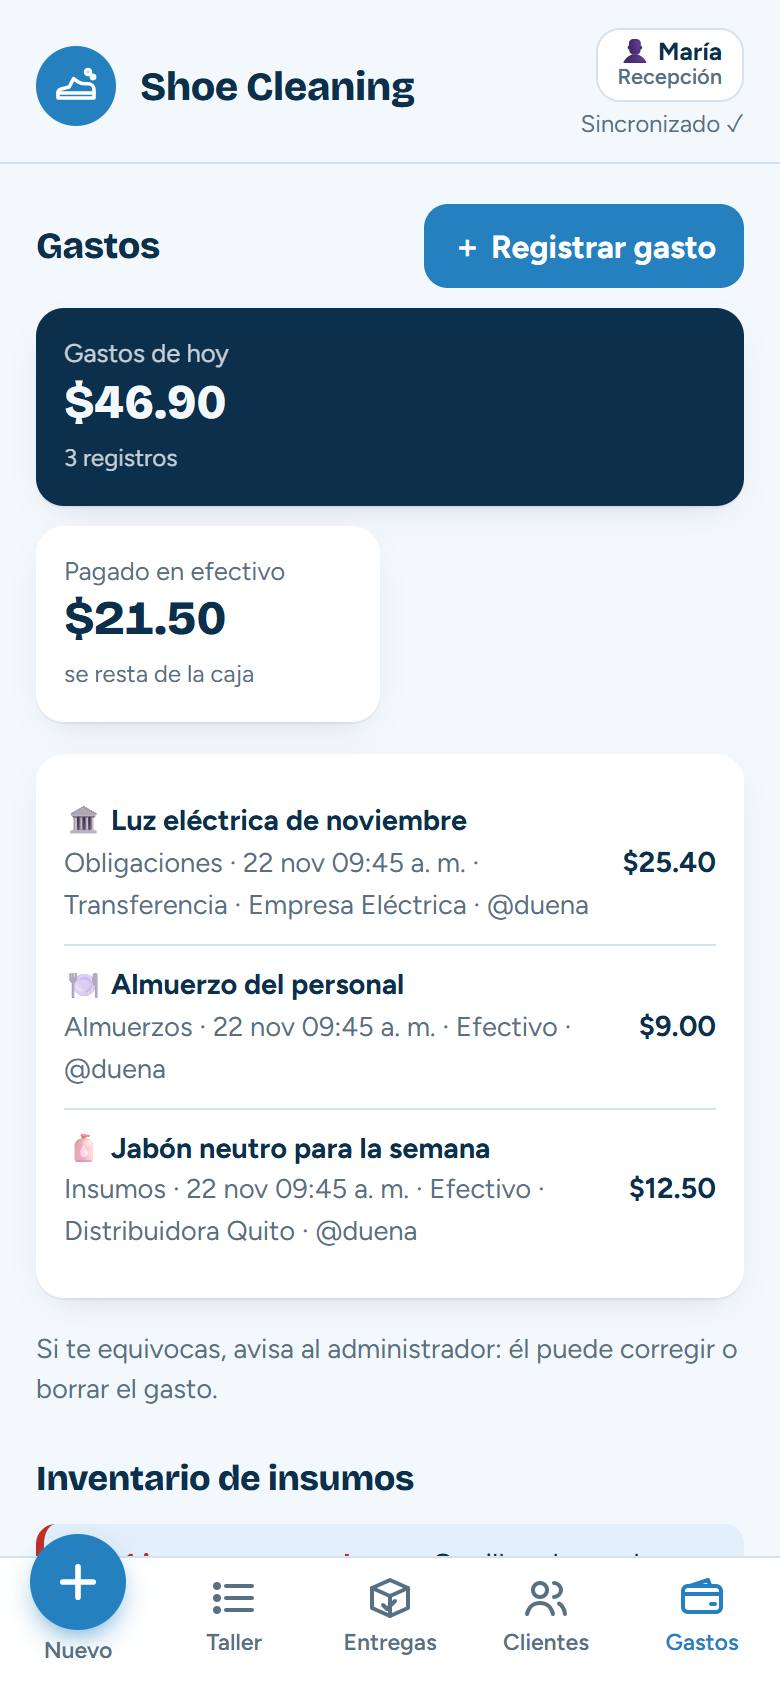 Shoe Cleaning
María
Recepción
Sincronizado ✓
Gastos
+ Registrar gasto
Gastos de hoy
$46.90
3 registros
Pagado en efectivo
$21.50
se resta de la caja
Luz eléctrica de noviembre
Obligaciones · 22 nov 09:45 a. m. ·
Transferencia · Empresa Eléctrica · @duena
$25.40
Almuerzo del personal
Almuerzos · 22 nov 09:45 a. m. · Efectivo ·
@duena
$9.00
Jabón neutro para la semana
Insumos · 22 nov 09:45 a. m. · Efectivo ·
Distribuidora Quito · @duena
$12.50
Si te equivocas, avisa al administrador: él puede corregir o
borrar el gasto.
Inventario de insumos
Nuevo
Taller
Entregas
Clientes
Gastos